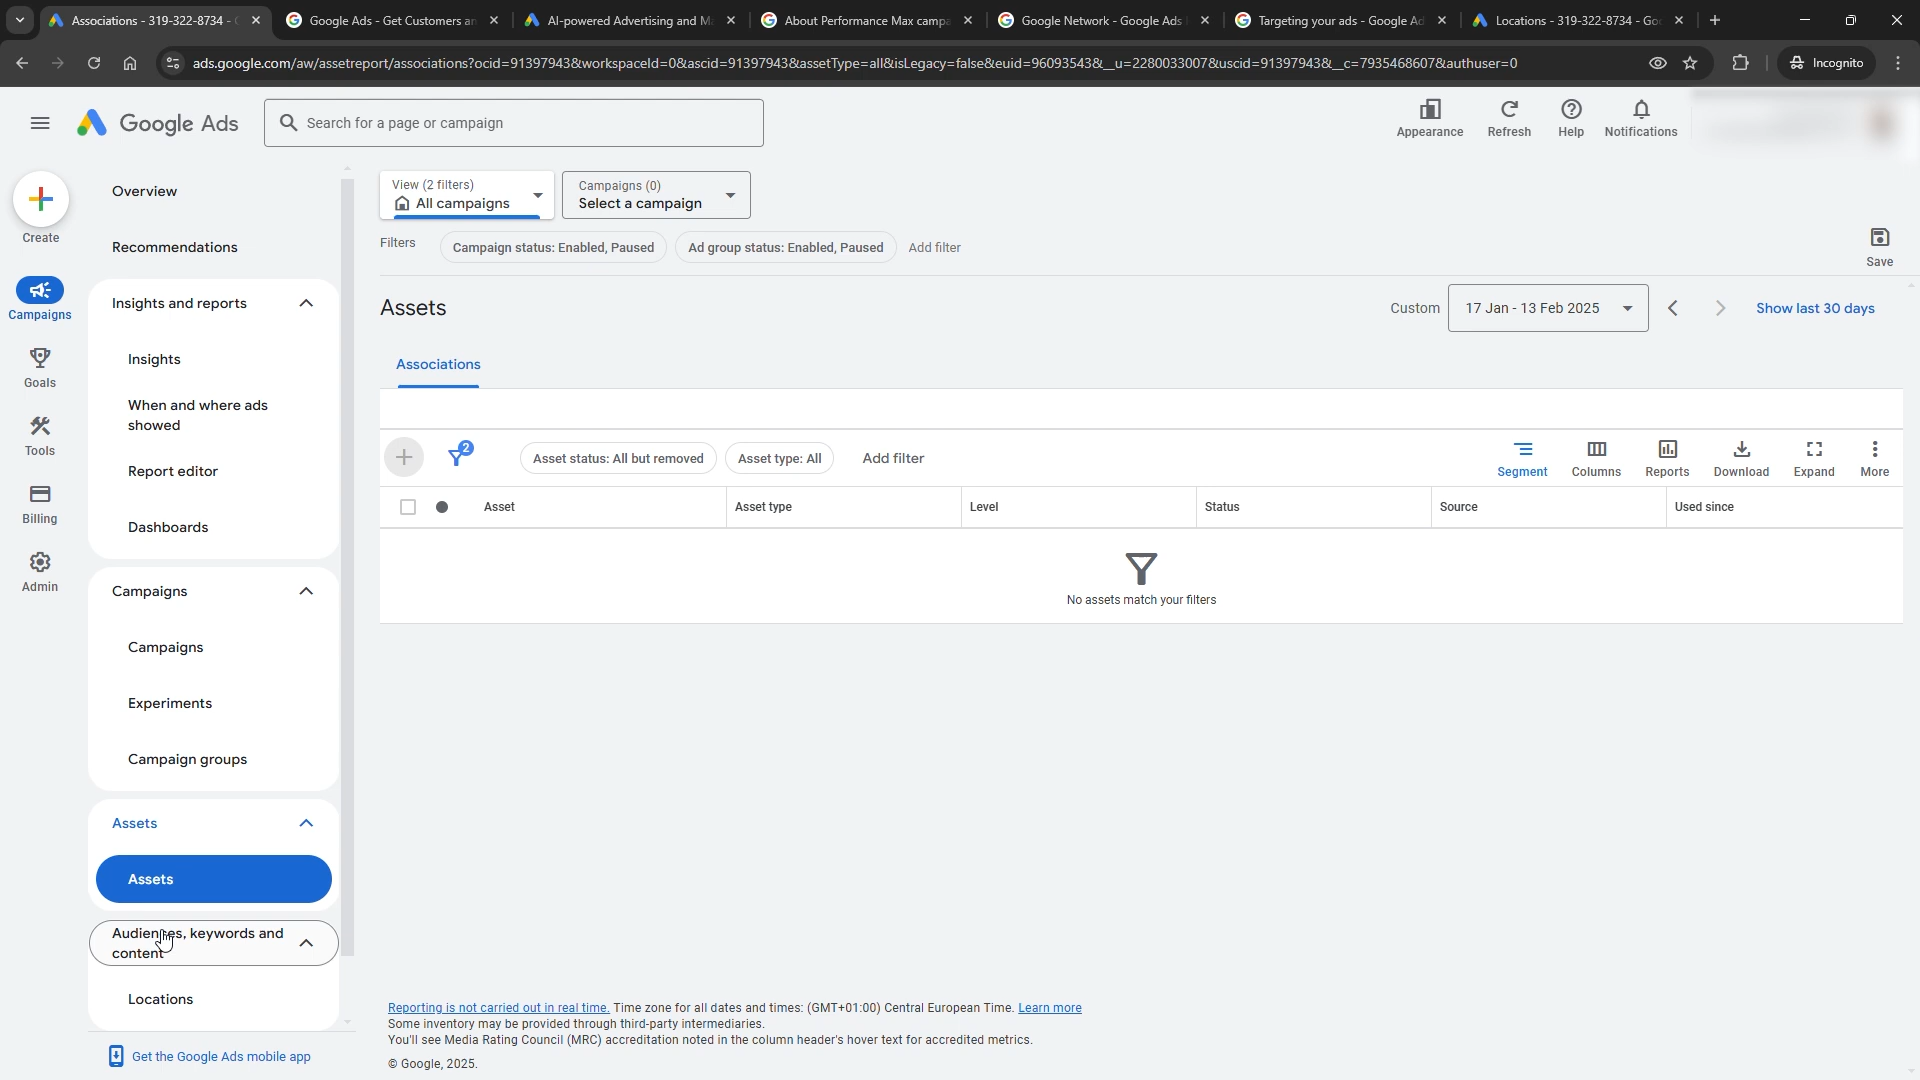 Associations - 319-322-8734 - G
Google Ads - Get Customers an
AI-powered Advertising and M
About Performance Max campa
Google Network - Google Ads
Targeting your ads - Google Ad
Locations - 319-322-8734 - Go
ads.google.com/aw/assetreport/associations?ocid=91397943&workspaceId=0&ascid=91397943&assetType=all&isLegacy=false&euid=96093543&__u=2280033007&uscid=91397943&__c=7935468607&authuser=0
Incognito
Google Ads
Search for a page or campaign
Appearance
Refresh
Help
Notifications
Create
Campaigns
Goals
Tools
Billing
Admin
Overview
Recommendations
Insights and reports
Insights
When and where ads
showed
Report editor
Dashboards
Campaigns
Campaigns
Experiments
Campaign groups
Assets
Assets
Audiences, keywords and
content
Locations
Get the Google Ads mobile app
View (2 filters)
All campaigns
Campaigns (0)
Select a campaign
Filters
Campaign status: Enabled, Paused
Ad group status: Enabled, Paused
Add filter
Save
Assets
Custom
17 Jan - 13 Feb 2025
Show last 30 days
Associations
2
Asset status: All but removed
Asset type: All
Add filter
Segment
Columns
Reports
Download
Expand
More
Asset
Asset type
Level
Status
Source
Used since
No assets match your filters
Reporting is not carried out in real time. Time zone for all dates and times: (GMT+01:00) Central European Time. Learn more
Some inventory may be provided through third-party intermediaries.
You'll see Media Rating Council (MRC) accreditation noted in the column header's hover text for accredited metrics.
© Google, 2025.